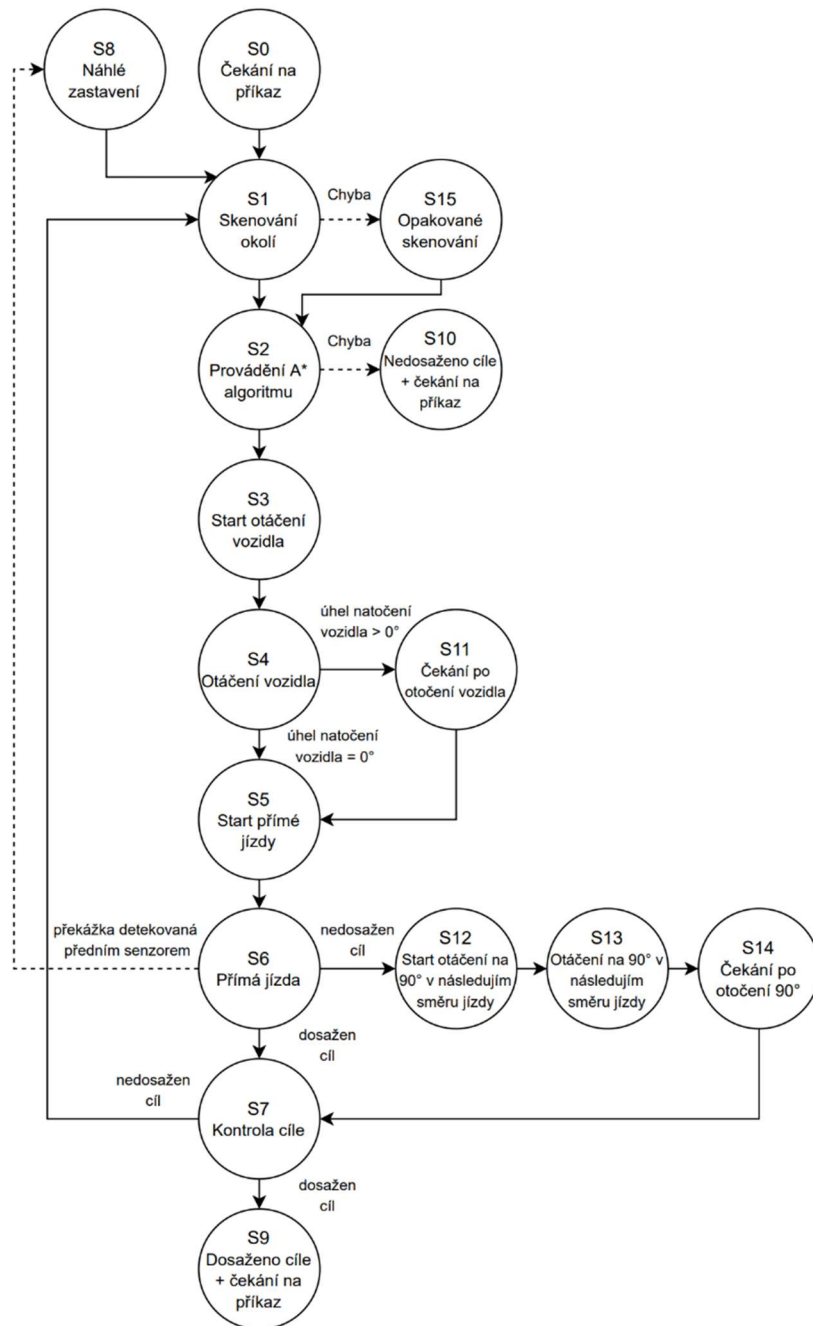 S8
Náhlé
zastavení
S0
Čekání na
příkaz
S1
Skenování
okolí
Chyba
S15
Opakované
skenování
S2
Provádění A*
algoritmu
Chyba
S10
Nedosaženo cíle
+ čekání na
příkaz
S3
Start otáčení
vozidla
S4
Otáčení vozidla
úhel natočení
vozidla > 0°
S11
Čekání po
otočení vozidla
úhel natočení
vozidla = 0°
S5
Start přímé
jízdy
překážka detekovaná
předním senzorem
S6
Přímá jízda
nedosažen
cíl
S12
Start otáčení na
90° v následujím
směru jízdy
S13
Otáčení na 90° v
následujím
směru jízdy
S14
Čekání po
otočení 90°
dosažen
cíl
nedosažen
cíl
S7
Kontrola cíle
dosažen
cíl
S9
Dosaženo cíle
+ čekání na
příkaz